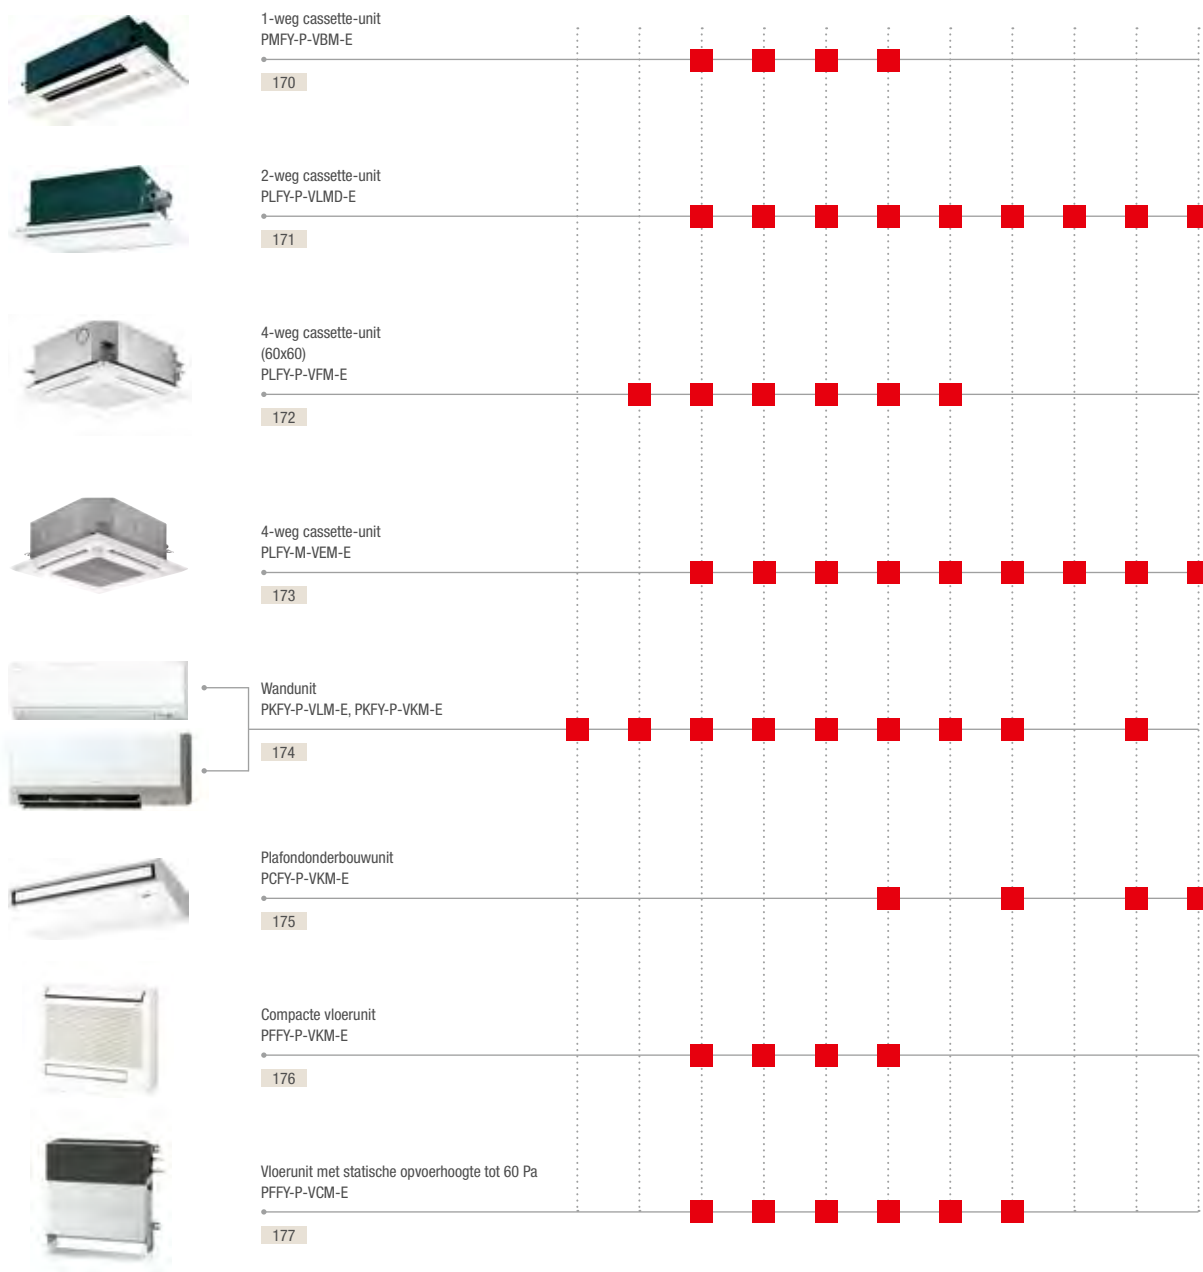 1-weg cassette-unit
PMFY-P-VBM-E
170
2-weg cassette-unit
PLFY-P-VLMD-E
171
4-weg cassette-unit
(60x60)
PLFY-P-VFM-E
172
4-weg cassette-unit
PLFY-M-VEM-E
173
Wandunit
PKFY-P-VLM-E, PKFY-P-VKM-E
174
Plafondonderbouwunit
PCFY-P-VKM-E
175
Compacte vloerunit
PFFY-P-VKM-E
176
Vloerunit met statische opvoerhoogte tot 60 Pa
PFFY-P-VCM-E
177